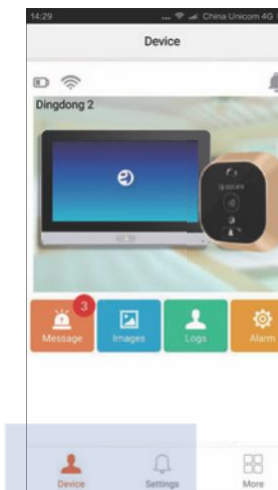 14:29 ... China Unicom 4G
Device
Dingdong 2
3
Message Images Logs Alarm
Device Settings More